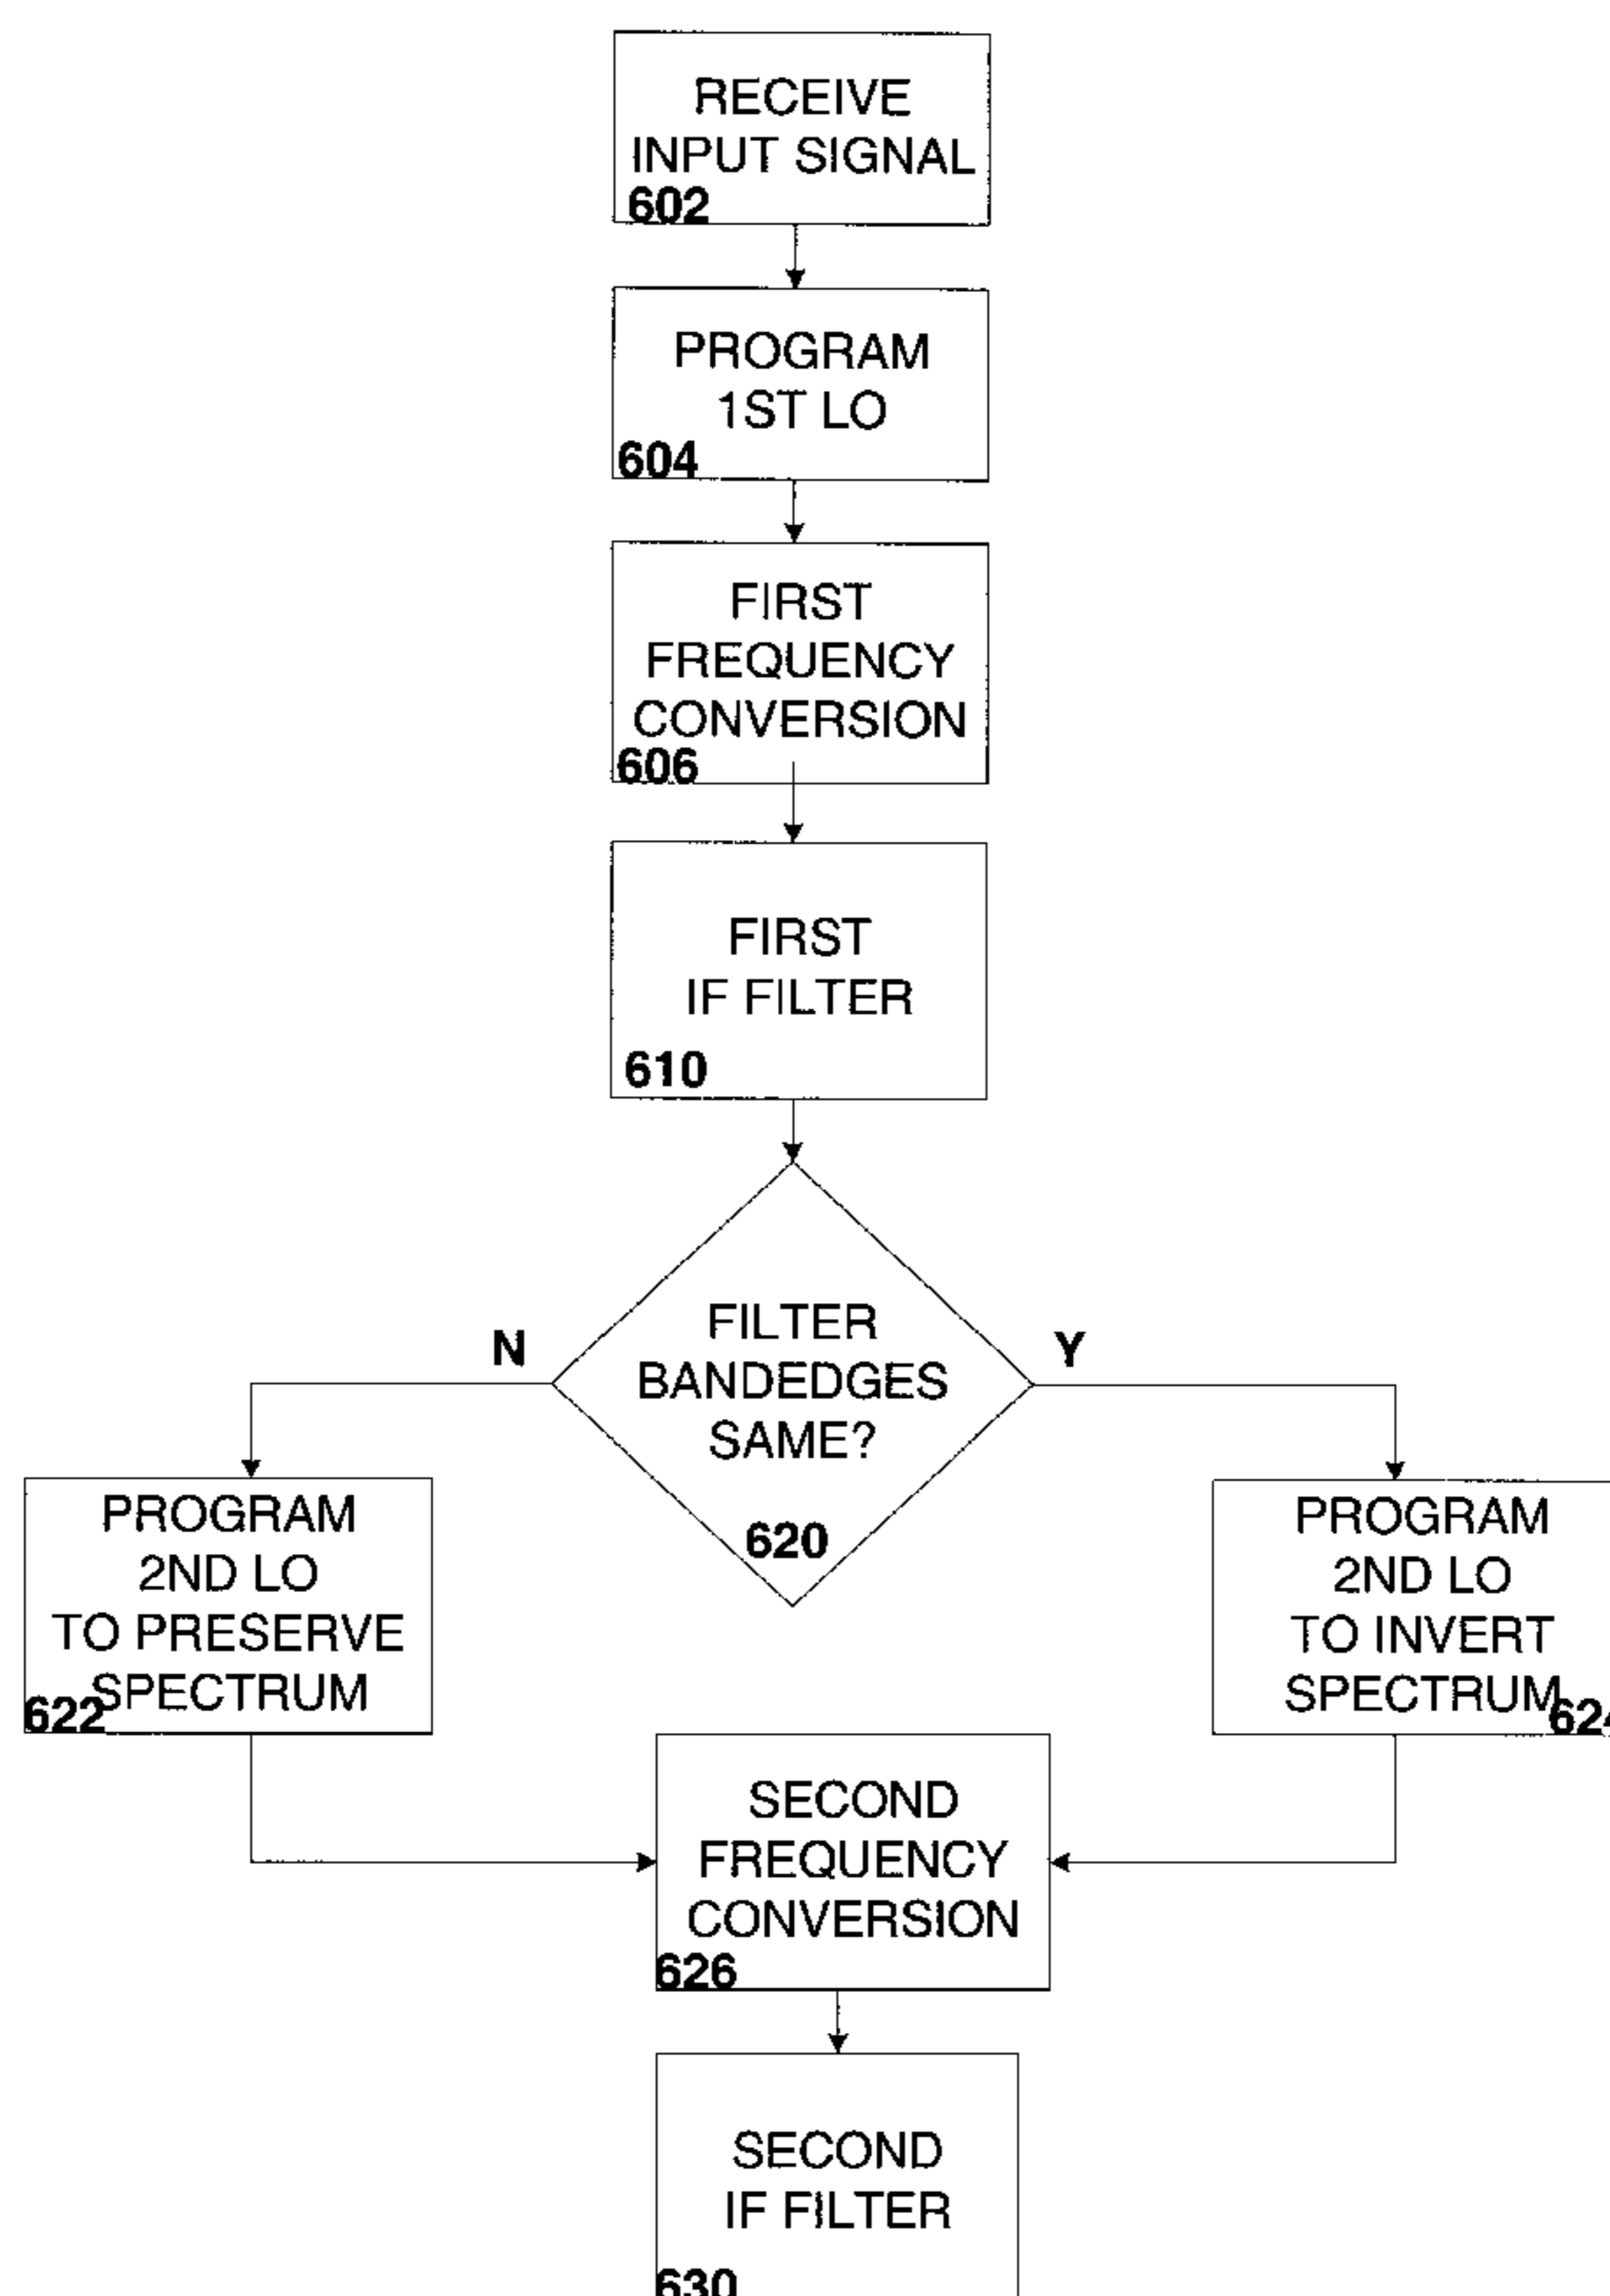 RECEIVE
INPUT SIGNAL
602
PROGRAM
1ST LO
604
FIRST
FREQUENCY
CONVERSION
606
FIRST
IF FILTER
610
FILTER
BANDEDGES
SAME?
620
N
Y
PROGRAM
2ND LO
TO PRESERVE
SPECTRUM
622
PROGRAM
2ND LO
TO INVERT
SPECTRUM
624
SECOND
FREQUENCY
CONVERSION
626
SECOND
IF FILTER
630